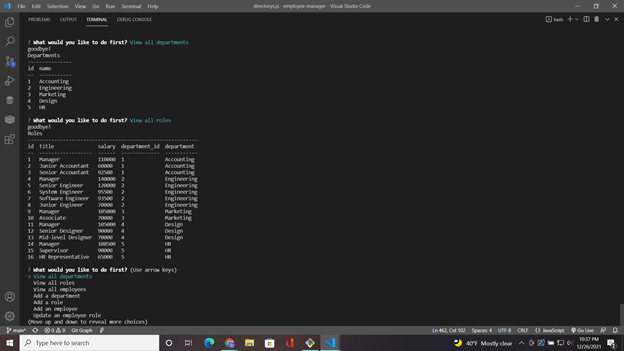 File Edit Selection View Go Run Terminal Help directory.js - employee-manager - Visual Studio Code
PROBLEMS OUTPUT TERMINAL DEBUG CONSOLE bash
? What would you like to do first? View all departments
goodbye!
Departments
---------------
id name
-- -----------
1 Accounting
2 Engineering
3 Marketing
4 Design
5 HR
? What would you like to do first? View all roles
goodbye!
Roles
id title salary department_id department
1 Manager 110000 1 Accounting
2 Junior Accountant 60000 1 Accounting
3 Senior Accountant 92500 1 Accounting
4 Manager 140000 2 Engineering
5 Senior Engineer 120000 2 Engineering
6 System Engineer 95500 2 Engineering
7 Software Engineer 93500 2 Engineering
8 Junior Engineer 70000 2 Engineering
9 Manager 105000 3 Marketing
10 Associate 70000 3 Marketing
11 Manager 105000 4 Design
12 Senior Designer 90000 4 Design
13 Mid-level Designer 70000 4 Design
14 Manager 100500 5 HR
15 Supervisor 90000 5 HR
16 HR Representative 65000 5 HR
? What would you like to do first? (Use arrow keys)
> View all departments
View all roles
View all employees
Add a department
Add a role
Add an employee
Update an employee role
(Move up and down to reveal more choices)
main* 0 0 Git Graph Ln 462, Col 102 Spaces: 4 UTF-8 CRLF JavaScript Go Live
Type here to search 40°F Mostly clear 10:37 PM
12/26/2021